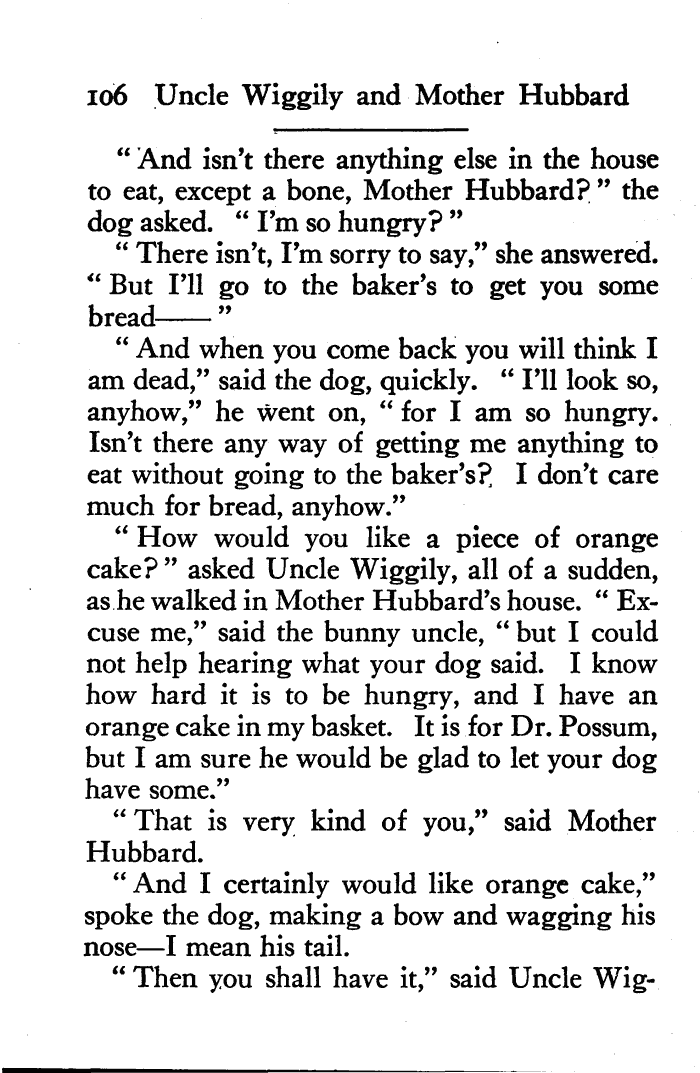 106 Uncle Wiggily and Mother Hubbard
“ And isn’t there anything else in the house
to eat, except a bone, Mother Hubbard? ” the
dog asked. “ I’m so hungry? ”
“ There isn’t, I’m sorry to say,” she answered.
“ But I’ll go to the baker’s to get you some
bread—— ”
“ And when you come back you will think I
am dead,” said the dog, quickly. “ I’ll look so,
anyhow,” he went on, “ for I am so hungry.
Isn’t there any way of getting me anything to
eat without going to the baker’s? I don’t care
much for bread, anyhow.”
“ How would you like a piece of orange
cake? ” asked Uncle Wiggily, all of a sudden,
as he walked in Mother Hubbard’s house. “ Ex-
cuse me,” said the bunny uncle, “ but I could
not help hearing what your dog said. I know
how hard it is to be hungry, and I have an
orange cake in my basket. It is for Dr. Possum,
but I am sure he would be glad to let your dog
have some.”
“ That is very kind of you,” said Mother
Hubbard.
“ And I certainly would like orange cake,”
spoke the dog, making a bow and wagging his
nose—I mean his tail.
“ Then you shall have it,” said Uncle Wig-